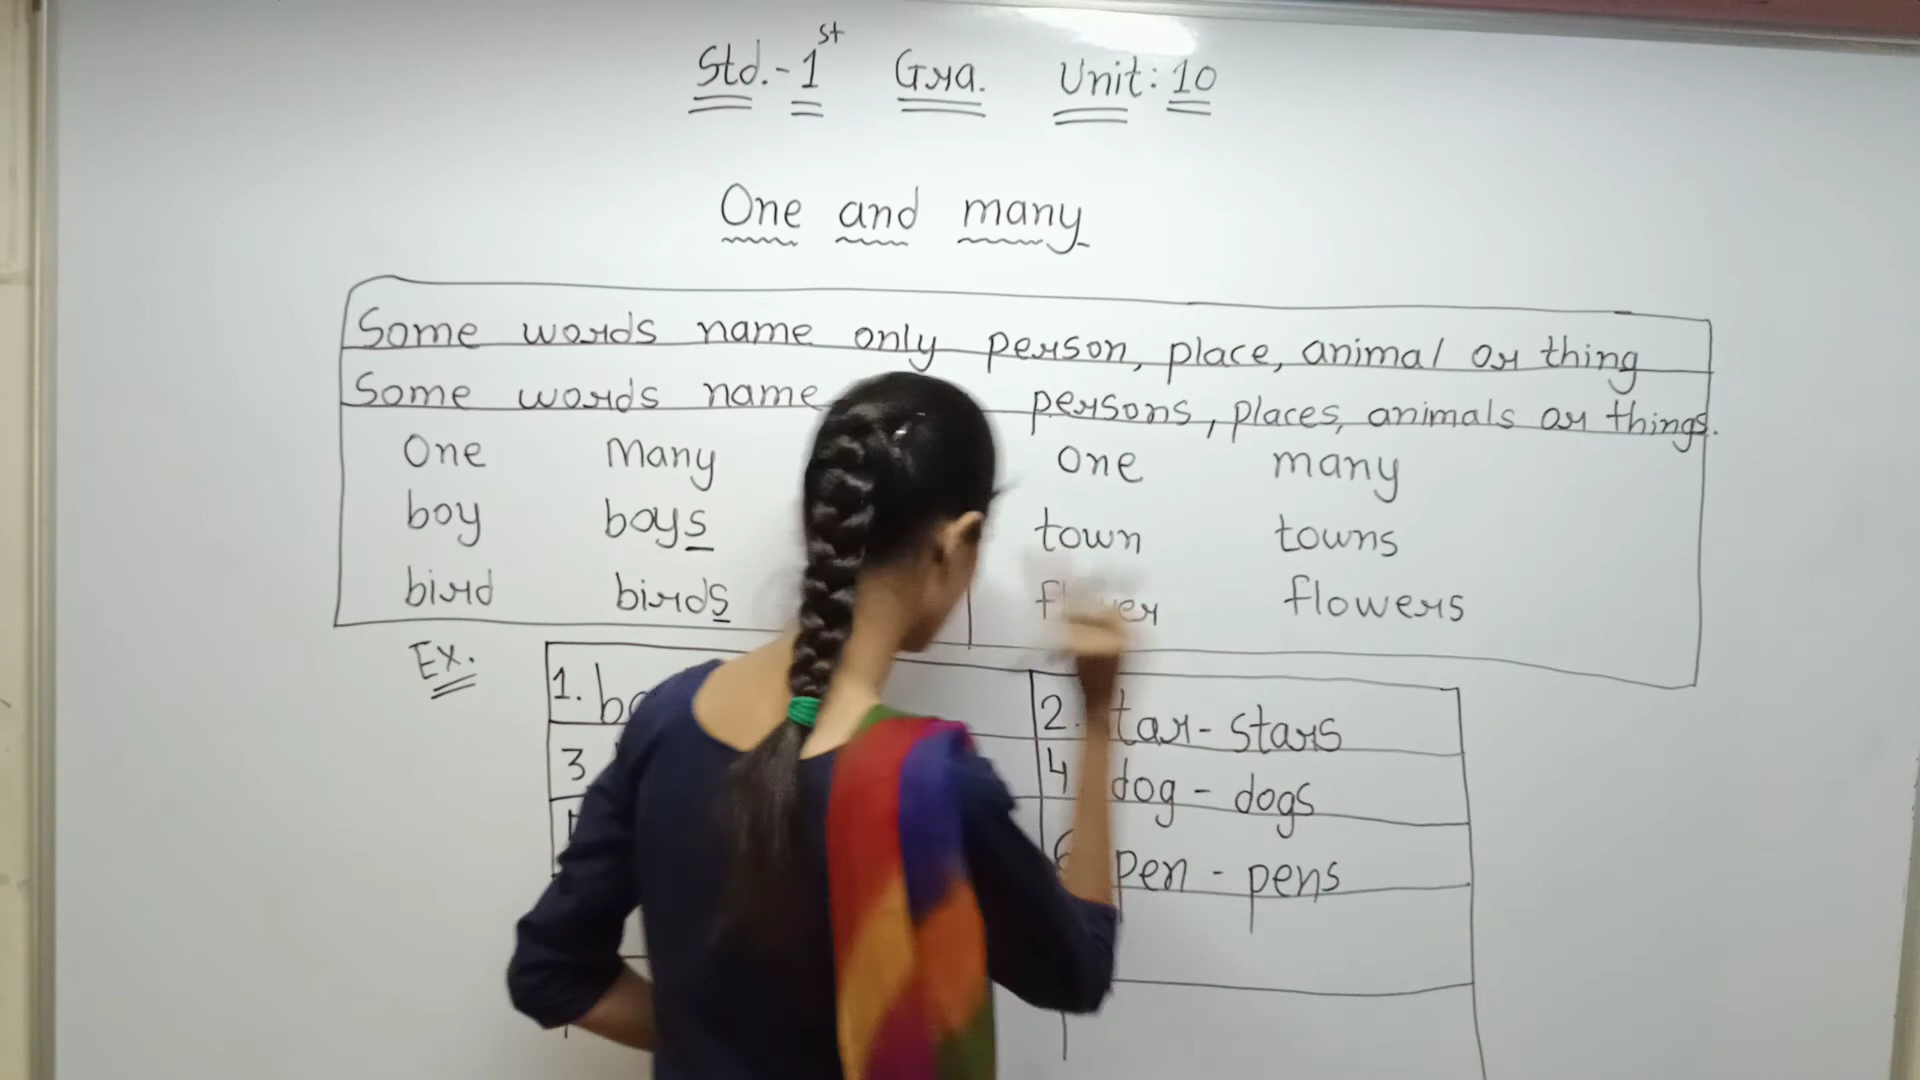 Std.-1st Gra. Unit: 10
One and many
Some words name only person, place, animal or thing
Some words name persons, places, animals or things.
One Many one many
boy boys town towns
bird birds flowers
Ex.
1. 2. tar- stars
3 4 dog - dogs
pen - pens